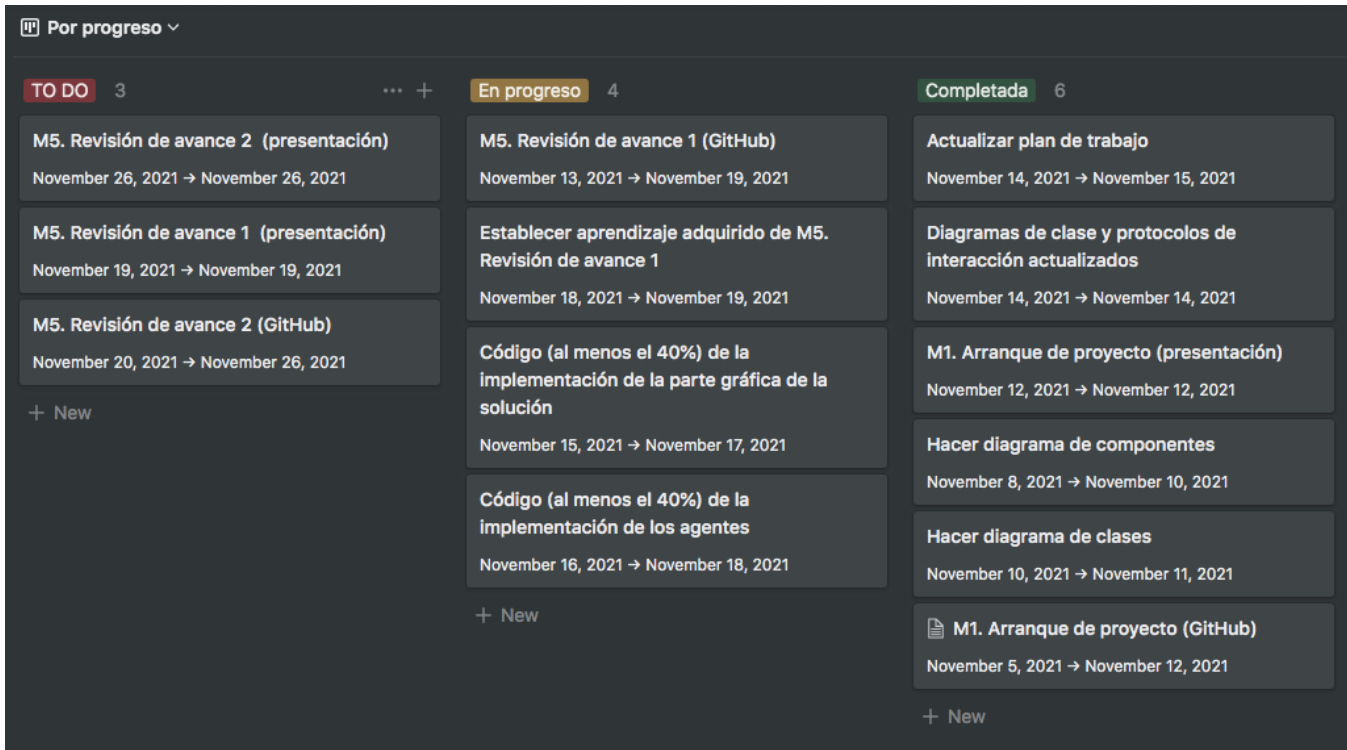 Por progreso
TO DO 3
M5. Revisión de avance 2 (presentación)
November 26, 2021 → November 26, 2021
M5. Revisión de avance 1 (presentación)
November 19, 2021 → November 19, 2021
M5. Revisión de avance 2 (GitHub)
November 20, 2021 → November 26, 2021
+ New
En progreso 4
M5. Revisión de avance 1 (GitHub)
November 13, 2021 → November 19, 2021
Establecer aprendizaje adquirido de M5.
Revisión de avance 1
November 18, 2021 → November 19, 2021
Código (al menos el 40%) de la
implementación de la parte gráfica de la
solución
November 15, 2021 → November 17, 2021
Código (al menos el 40%) de la
implementación de los agentes
November 16, 2021 → November 18, 2021
+ New
Completada 6
Actualizar plan de trabajo
November 14, 2021 → November 15, 2021
Diagramas de clase y protocolos de
interacción actualizados
November 14, 2021 → November 14, 2021
M1. Arranque de proyecto (presentación)
November 12, 2021 → November 12, 2021
Hacer diagrama de componentes
November 8, 2021 → November 10, 2021
Hacer diagrama de clases
November 10, 2021 → November 11, 2021
M1. Arranque de proyecto (GitHub)
November 5, 2021 → November 12, 2021
+ New